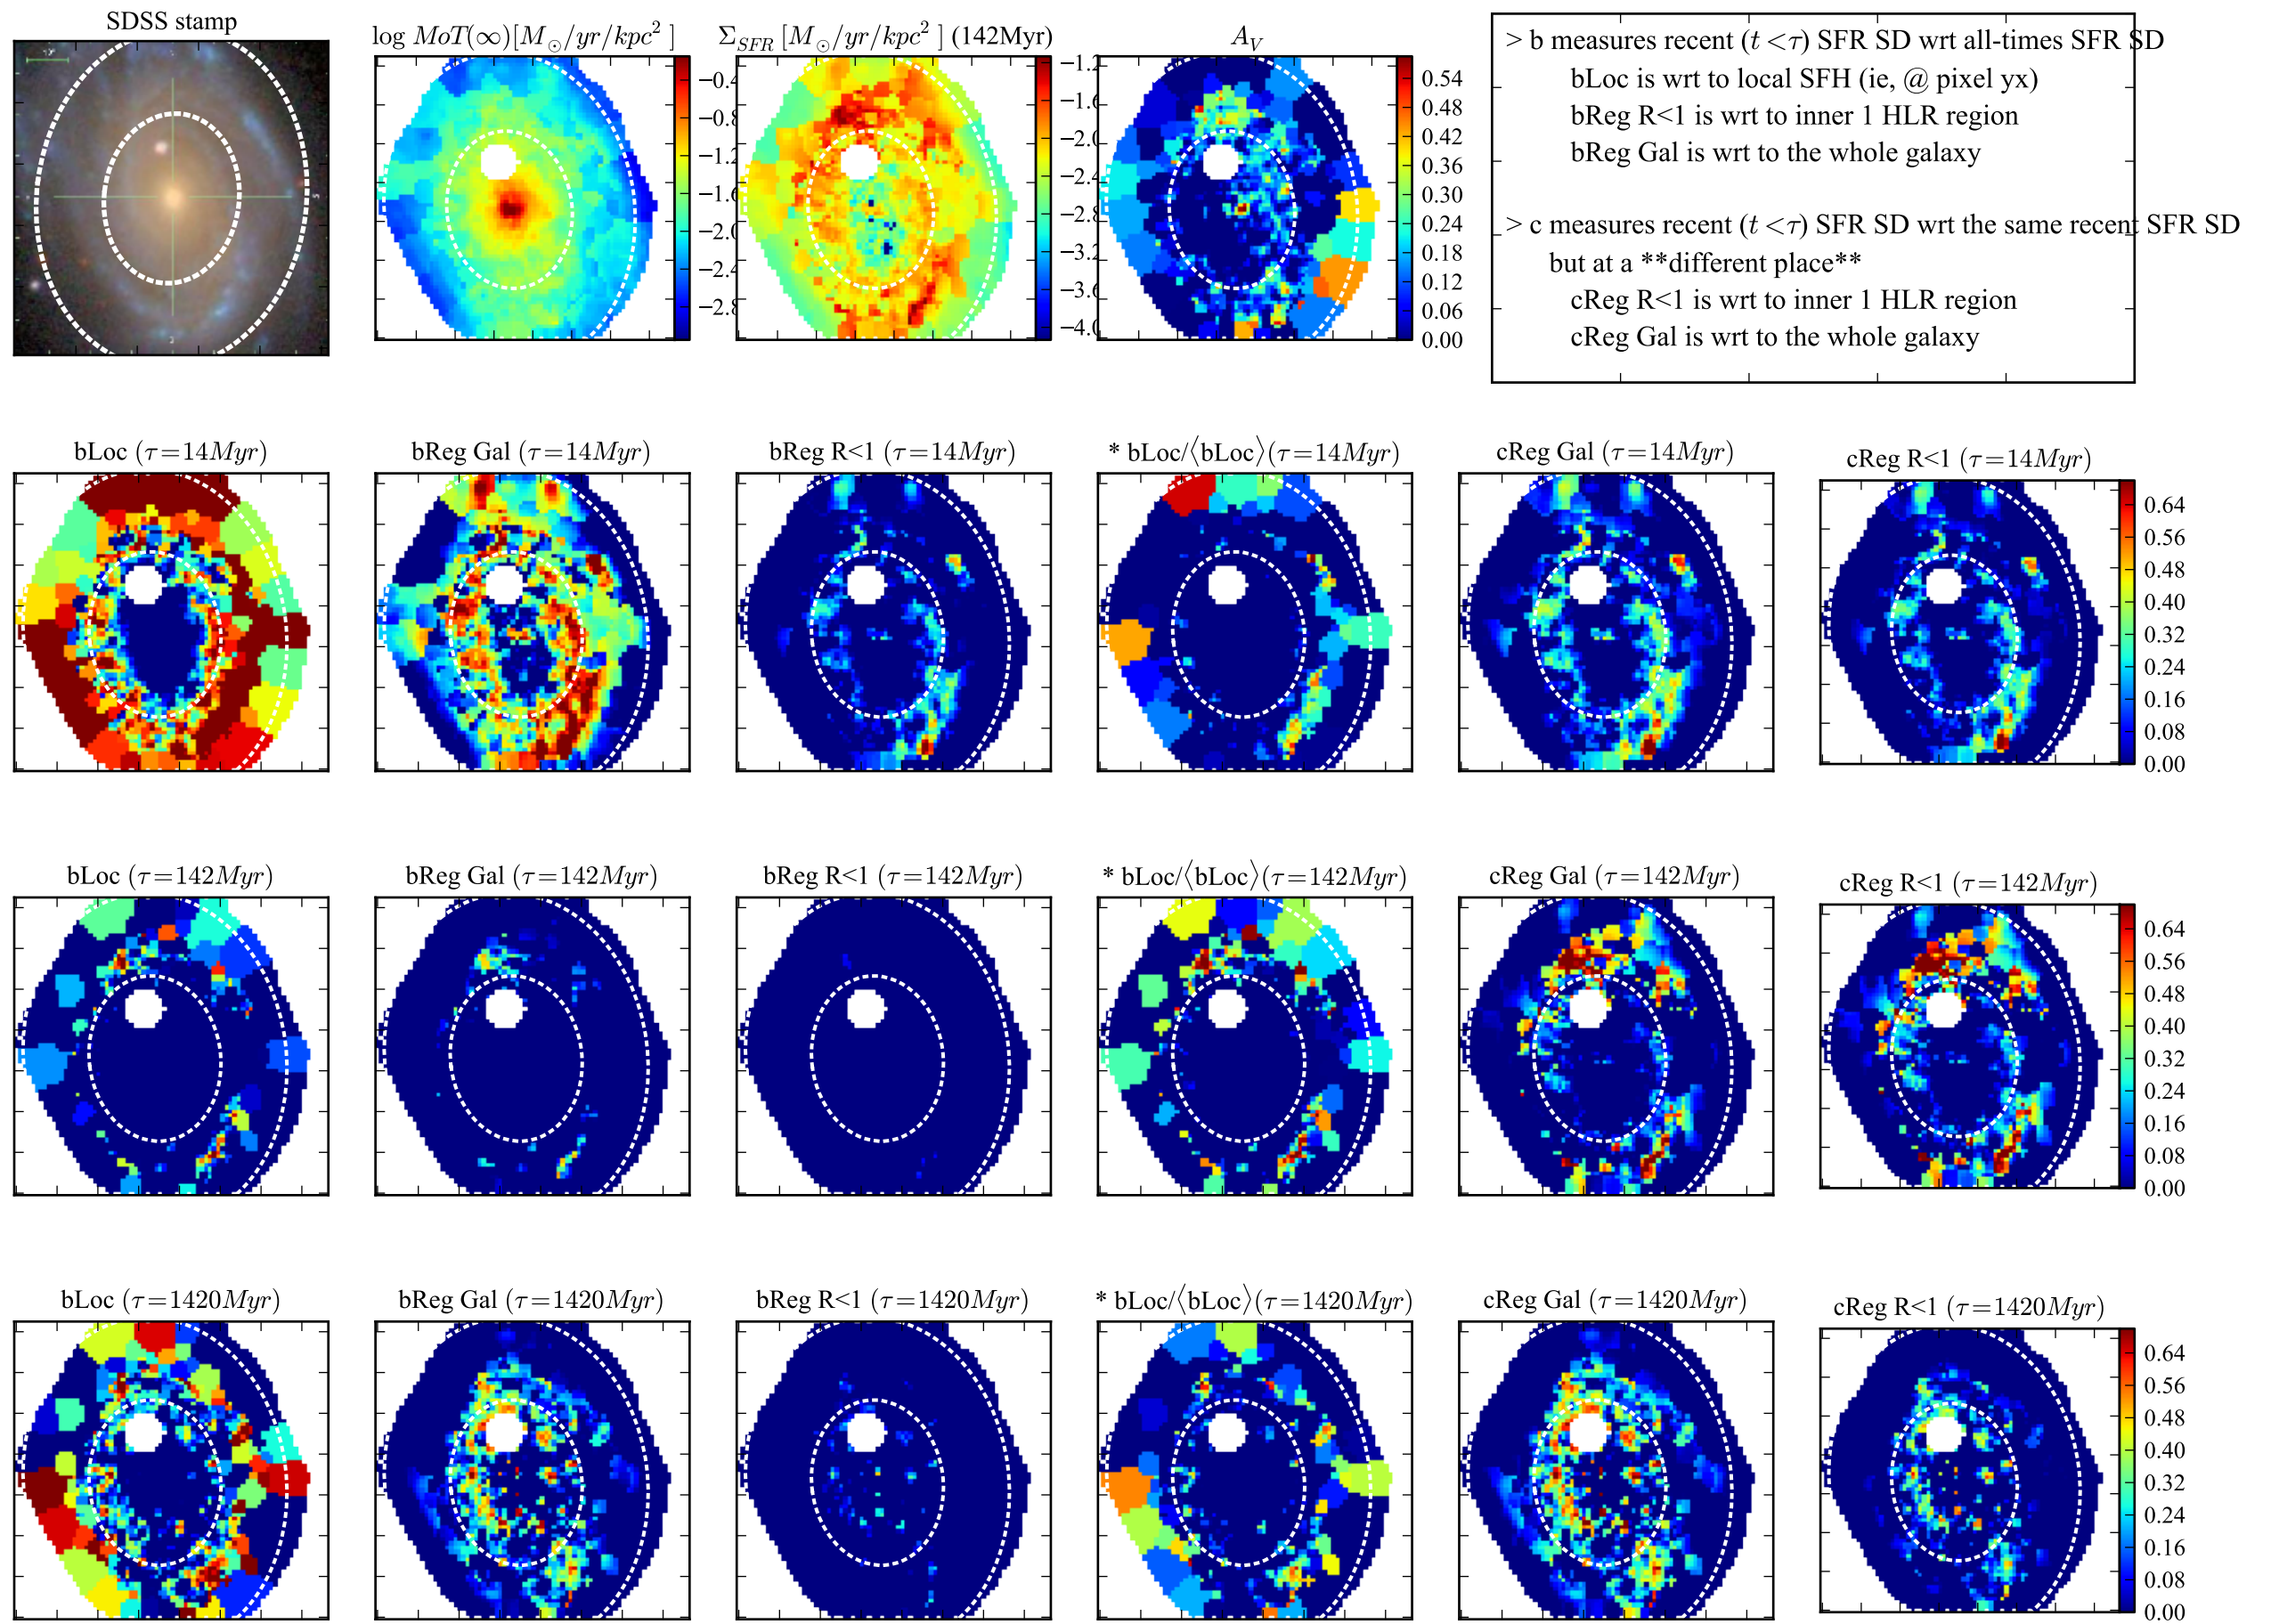 SDSS stamp
log MoT(∞)[M⊙/yr/kpc² ]
Σ_SFR [M⊙/yr/kpc² ] (142Myr)
A_V
−0.4
−0.8
−1.2
−1.6
−2.0
−2.4
−2.8
−1.2
−1.6
−2.0
−2.4
−2.8
−3.2
−3.6
−4.0
0.54
0.48
0.42
0.36
0.30
0.24
0.18
0.12
0.06
0.00
> b measures recent (t <τ) SFR SD wrt all-times SFR SD
bLoc is wrt to local SFH (ie, @ pixel yx)
bReg R<1 is wrt to inner 1 HLR region
bReg Gal is wrt to the whole galaxy
> c measures recent (t <τ) SFR SD wrt the same recent SFR SD
but at a **different place**
cReg R<1 is wrt to inner 1 HLR region
cReg Gal is wrt to the whole galaxy
bLoc (τ=14Myr)
bReg Gal (τ=14Myr)
bReg R<1 (τ=14Myr)
* bLoc/⟨bLoc⟩(τ=14Myr)
cReg Gal (τ=14Myr)
cReg R<1 (τ=14Myr)
0.64
0.56
0.48
0.40
0.32
0.24
0.16
0.08
0.00
bLoc (τ=142Myr)
bReg Gal (τ=142Myr)
bReg R<1 (τ=142Myr)
* bLoc/⟨bLoc⟩(τ=142Myr)
cReg Gal (τ=142Myr)
cReg R<1 (τ=142Myr)
0.64
0.56
0.48
0.40
0.32
0.24
0.16
0.08
0.00
bLoc (τ=1420Myr)
bReg Gal (τ=1420Myr)
bReg R<1 (τ=1420Myr)
* bLoc/⟨bLoc⟩(τ=1420Myr)
cReg Gal (τ=1420Myr)
cReg R<1 (τ=1420Myr)
0.64
0.56
0.48
0.40
0.32
0.24
0.16
0.08
0.00